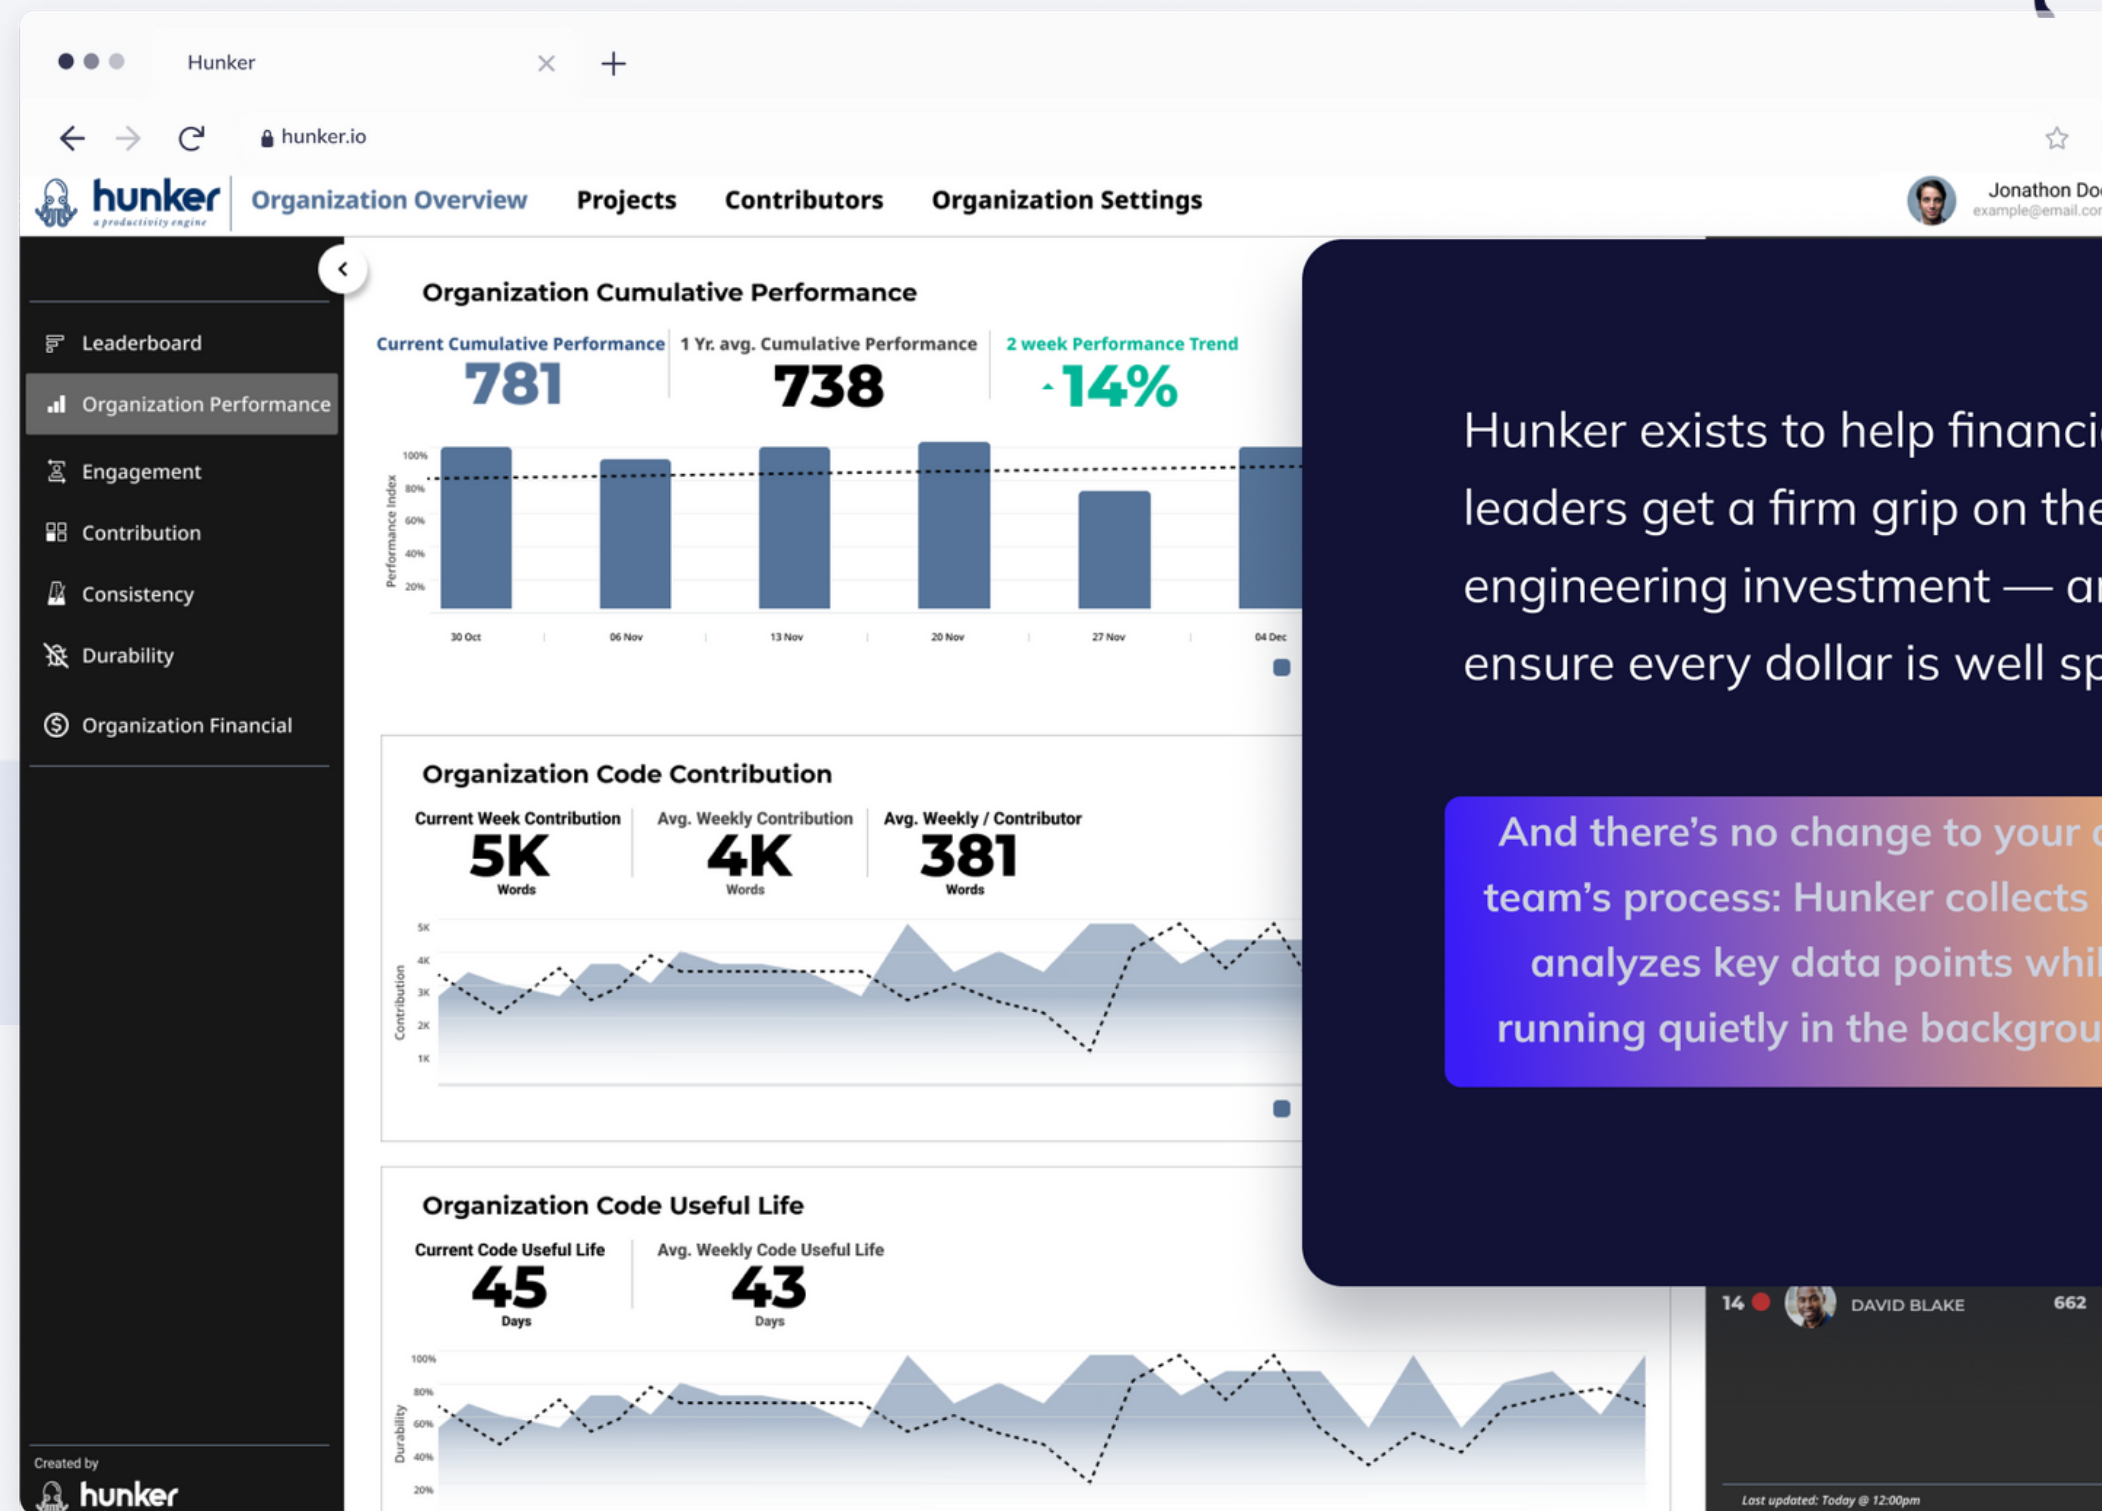 Hunker
hunker.io
hunker
a productivity engine
Organization Overview
Projects
Contributors
Organization Settings
Jonathon Do
example@email.co
Leaderboard
Organization Performance
Engagement
Contribution
Consistency
Durability
Organization Financial
Created by
hunker
Organization Cumulative Performance
Current Cumulative Performance
781
1 Yr. avg. Cumulative Performance
738
2 week Performance Trend
14%
Performance Index
100%
80%
60%
40%
20%
30 Oct
06 Nov
13 Nov
20 Nov
27 Nov
04 Dec
Organization Code Contribution
Current Week Contribution
5K
Words
Avg. Weekly Contribution
4K
Words
Avg. Weekly / Contributor
381
Words
Contribution
5K
4K
3K
2K
1K
Organization Code Useful Life
Current Code Useful Life
45
Days
Avg. Weekly Code Useful Life
43
Days
Durability
100%
80%
60%
40%
20%
Hunker exists to help financi
leaders get a firm grip on the
engineering investment — a
ensure every dollar is well sp
And there's no change to your
team's process: Hunker collects
analyzes key data points whil
running quietly in the backgrou
14
DAVID BLAKE
662
Last updated: Today @ 12:00pm